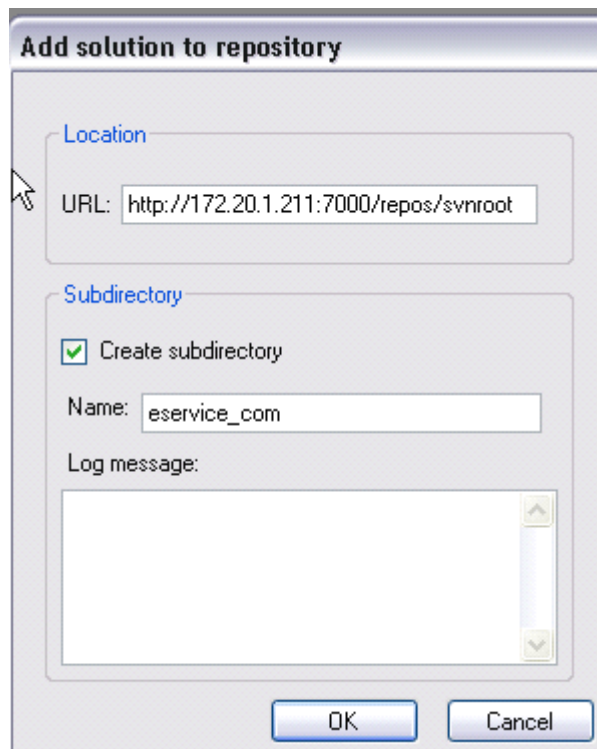 Add solution to repository
Location
URL: http://172.20.1.211:7000/repos/svnroot
Subdirectory
Create subdirectory
Name: eservice_com
Log message:
OK Cancel